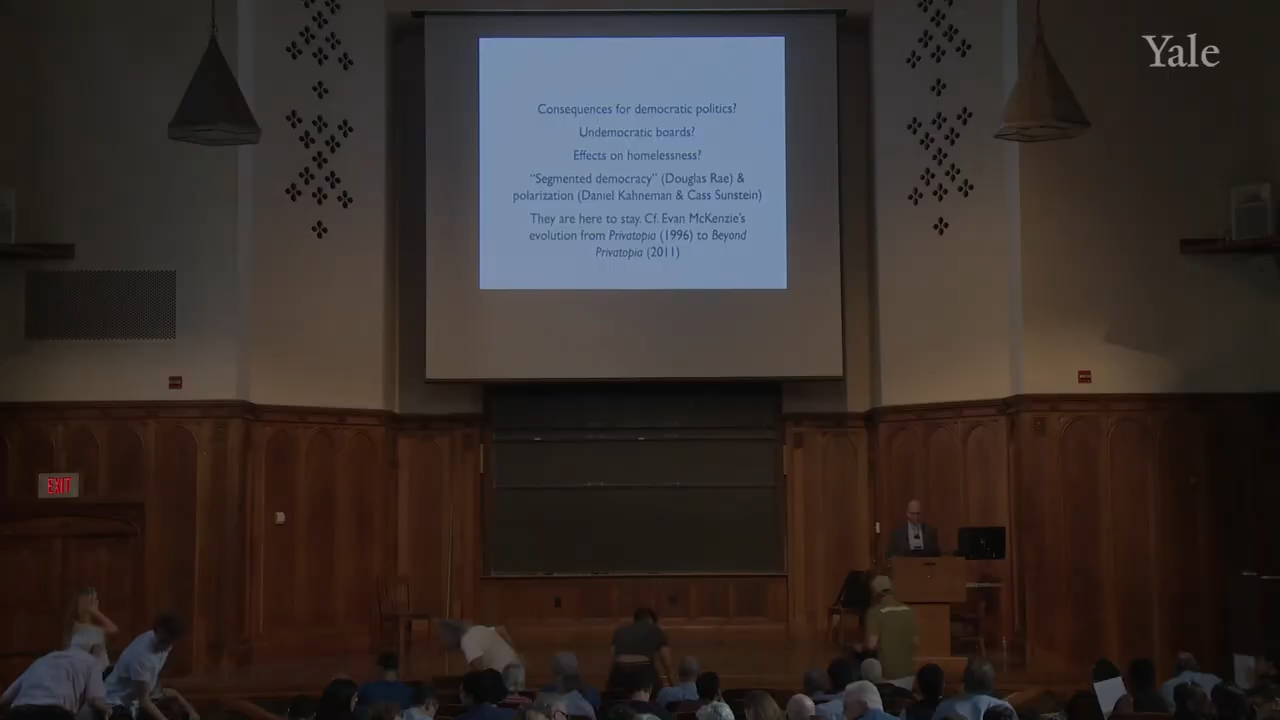 Yale
Consequences for democratic politics?
Undemocratic boards?
Effects on homelessness?
"Segmented democracy" (Douglas Rae) &
polarization (Daniel Kahneman & Cass Sunstein)
They are here to stay. Cf. Evan McKenzie's
evolution from Privatopia (1996) to Beyond
Privatopia (2011)
EXIT